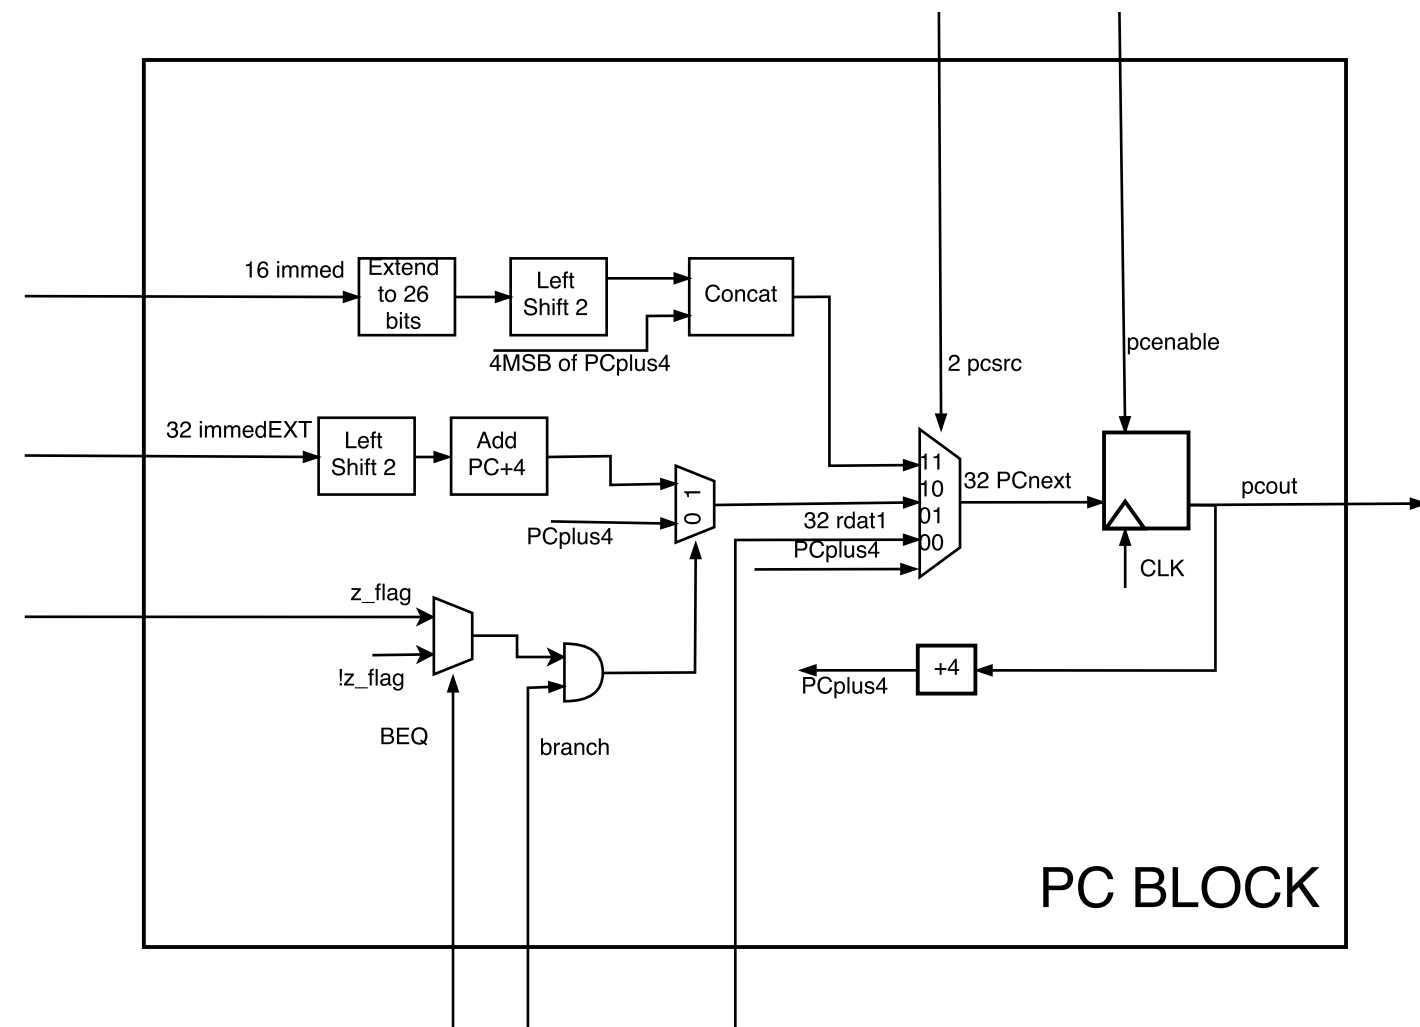 16 immed
Extend
to 26
bits
Left
Shift 2
Concat
4MSB of PCplus4
2 pcsrc
pcenable
32 immedEXT
Left
Shift 2
Add
PC+4
1
0
PCplus4
11
10
01
00
32 PCnext
32 rdat1
PCplus4
pcout
CLK
z_flag
!z_flag
BEQ
branch
+4
PCplus4
PC BLOCK